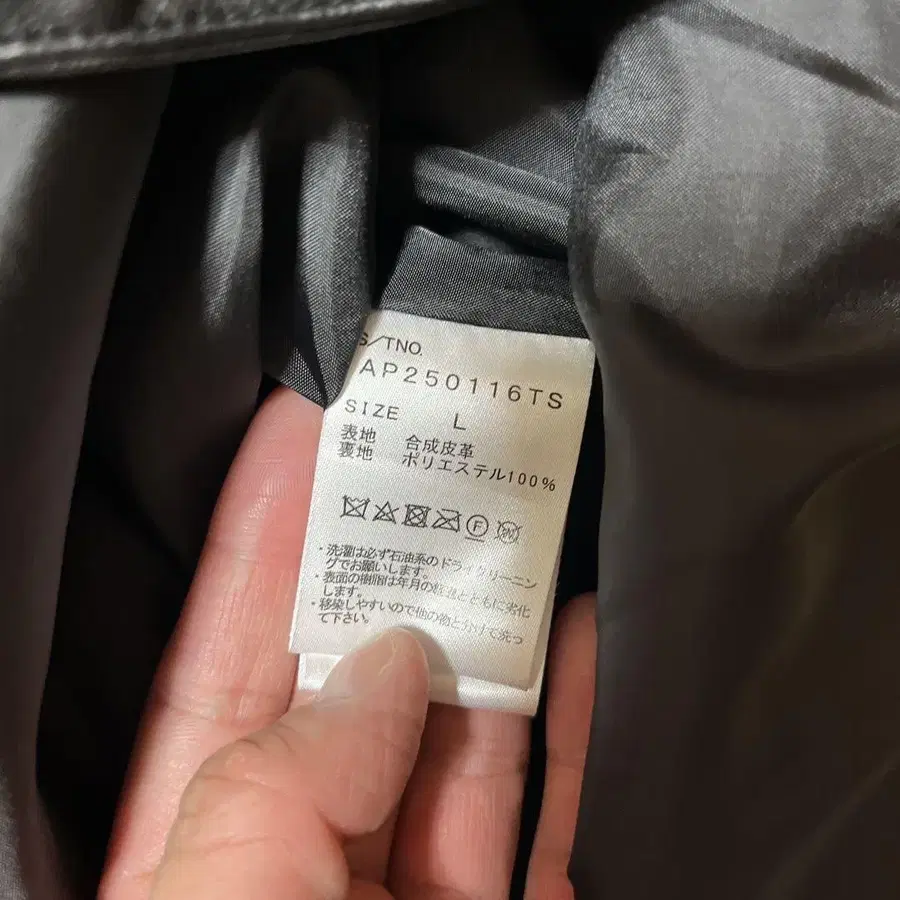 S/TNO.
AP250116TS
SIZE L
表地 合成皮革
裏地 ポリエステル100%
F W
・洗濯は必ず石油系のドライクリーニン
グでお願いします。
・表面の樹脂は年月の経過とともに劣化
します。
・移染しやすいので他の物と分けて洗っ
て下さい。